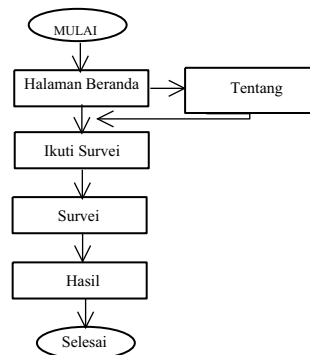 MULAI
Halaman Beranda
Tentang
Ikuti Survei
Survei
Hasil
Selesai